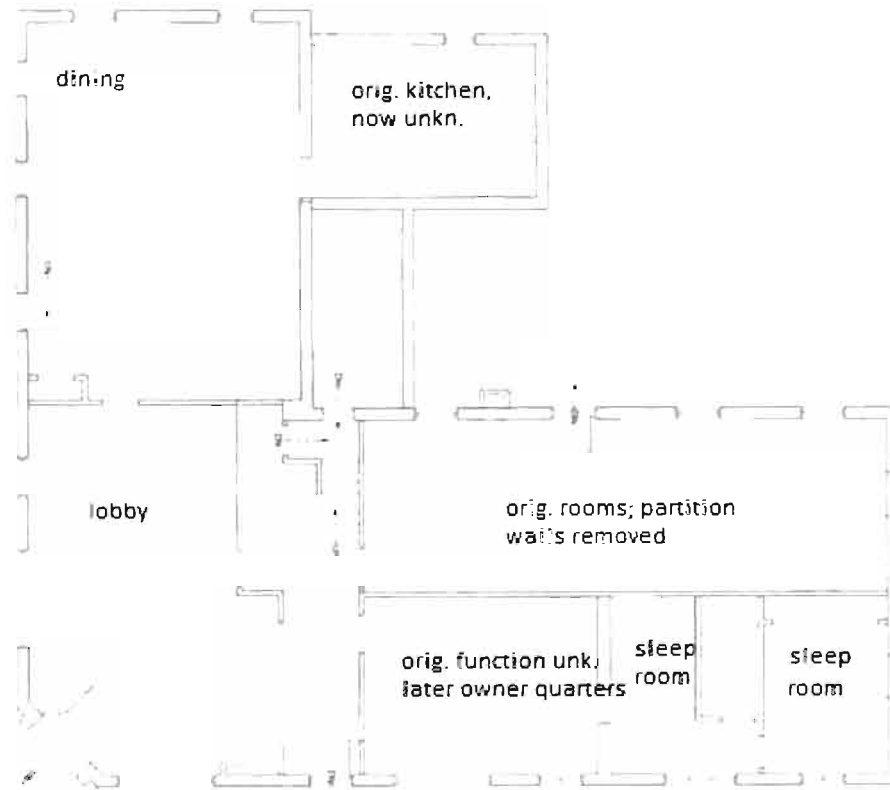 dining
orig. kitchen,
now unkn.
lobby
orig. rooms; partition
walls removed
orig. function unk.
later owner quarters
sleep
room
sleep
room